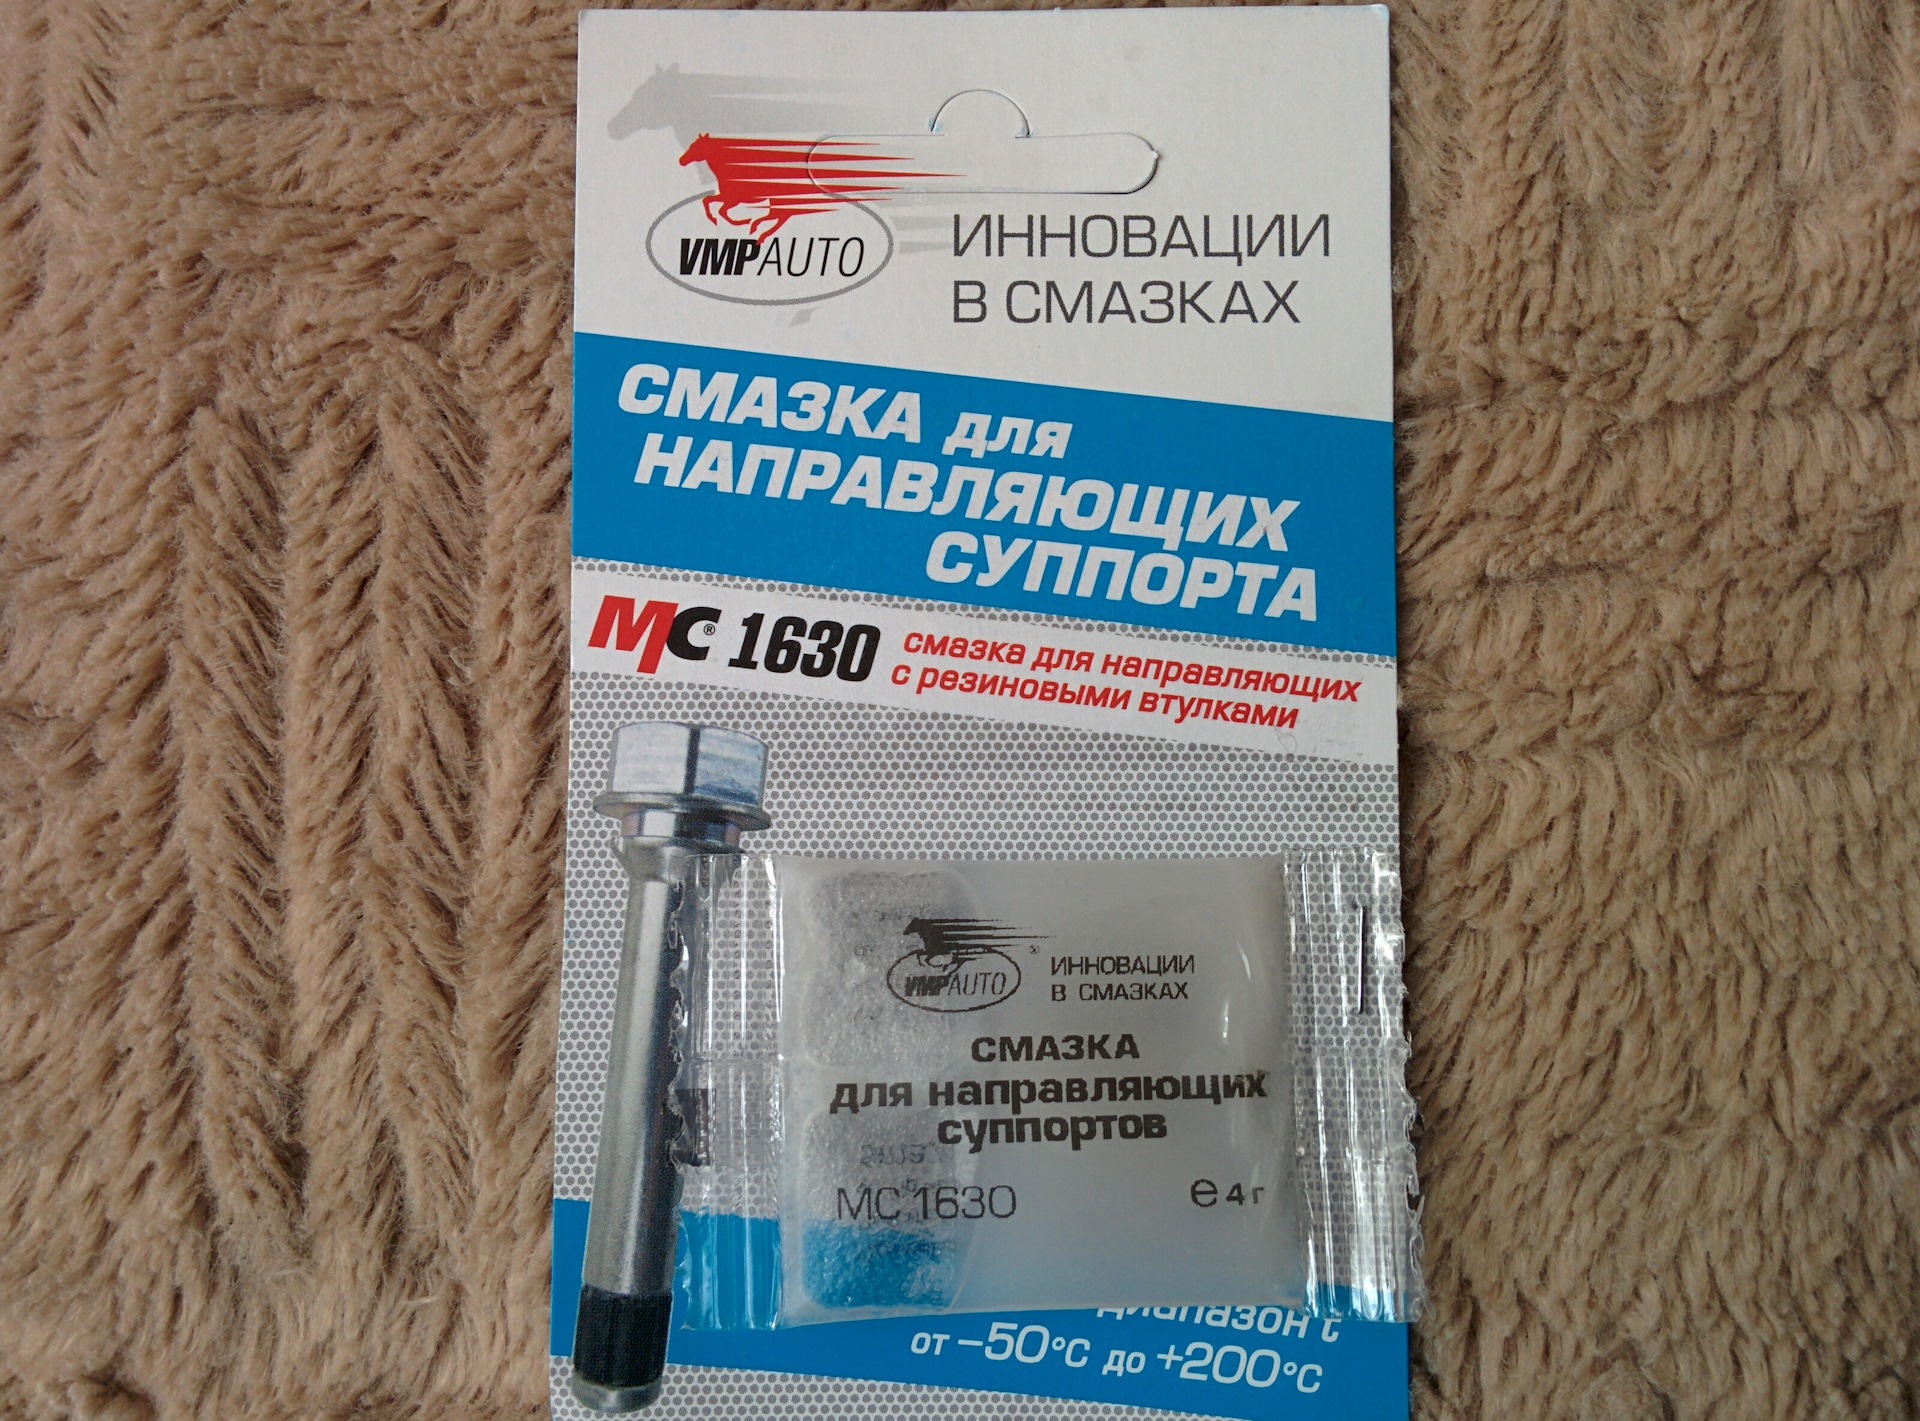 VMPAUTO
ИННОВАЦИИ
В СМАЗКАХ
СМАЗКА для
НАПРАВЛЯЮЩИХ
СУППОРТА
МС® 1630
смазка для направляющих
с резиновыми втулками
VMPAUTO ®
ИННОВАЦИИ
В СМАЗКАХ
СМАЗКА
для направляющих
суппортов
МС 1630
e 4 г
диапазон t
от –50°С до +200°С